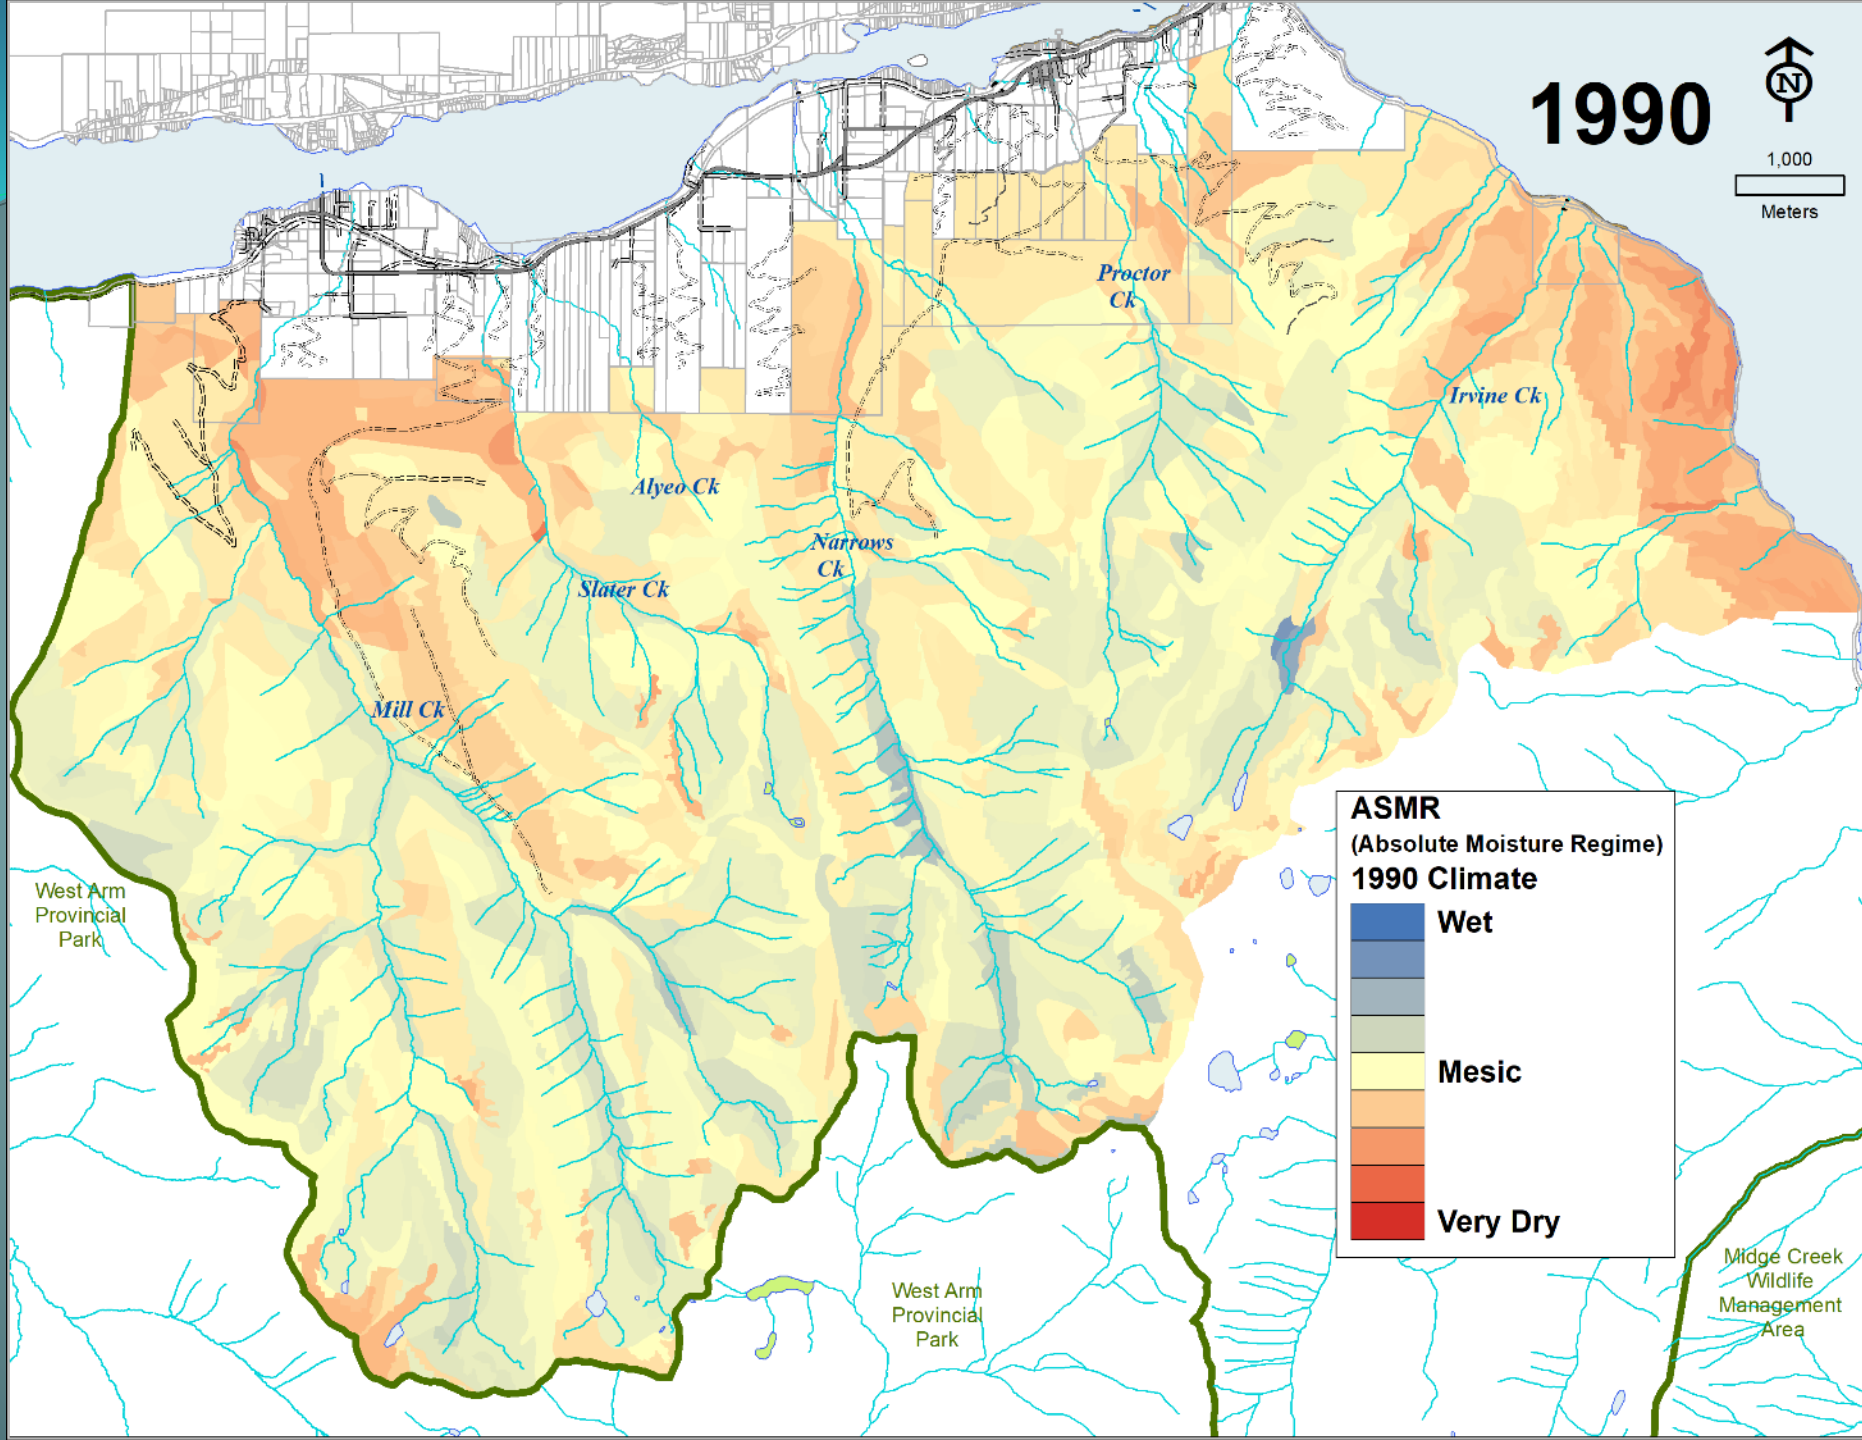 1990
N
1,000
Meters
Proctor
Ck
Irvine Ck
Alyeo Ck
Narrows
Ck
Slater Ck
Mill Ck
ASMR
(Absolute Moisture Regime)
1990 Climate
Wet
Mesic
Very Dry
West Arm
Provincial
Park
West Arm
Provincial
Park
Midge Creek
Wildlife
Management
Area